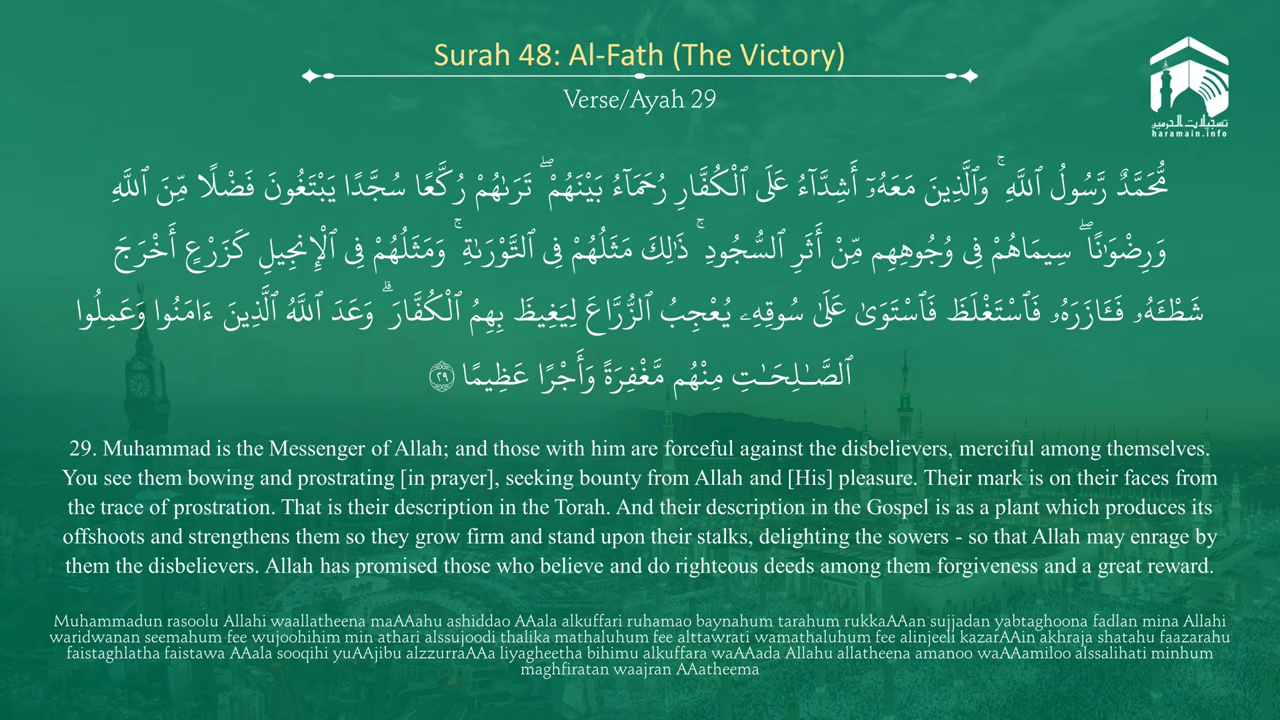 Surah 48: Al-Fath (The Victory)
Verse/Ayah 29
تسجيلات الحرمين
haramain.info
مُّحَمَّدٌ رَّسُولُ ٱللَّهِ ۚ وَٱلَّذِينَ مَعَهُۥٓ أَشِدَّآءُ عَلَى ٱلْكُفَّارِ رُحَمَآءُ بَيْنَهُمْ ۖ تَرَىٰهُمْ رُكَّعًا سُجَّدًا يَبْتَغُونَ فَضْلًا مِّنَ ٱللَّهِ
وَرِضْوَٰنًا ۖ سِيمَاهُمْ فِى وُجُوهِهِم مِّنْ أَثَرِ ٱلسُّجُودِ ۚ ذَٰلِكَ مَثَلُهُمْ فِى ٱلتَّوْرَىٰةِ ۚ وَمَثَلُهُمْ فِى ٱلْإِنجِيلِ كَزَرْعٍ أَخْرَجَ
شَطْـَٔهُۥ فَـَٔازَرَهُۥ فَٱسْتَغْلَظَ فَٱسْتَوَىٰ عَلَىٰ سُوقِهِۦ يُعْجِبُ ٱلزُّرَّاعَ لِيَغِيظَ بِهِمُ ٱلْكُفَّارَ ۗ وَعَدَ ٱللَّهُ ٱلَّذِينَ ءَامَنُوا وَعَمِلُوا
ٱلصَّـٰلِحَـٰتِ مِنْهُم مَّغْفِرَةً وَأَجْرًا عَظِيمًا ٢٩
29. Muhammad is the Messenger of Allah; and those with him are forceful against the disbelievers, merciful among themselves.
You see them bowing and prostrating [in prayer], seeking bounty from Allah and [His] pleasure. Their mark is on their faces from
the trace of prostration. That is their description in the Torah. And their description in the Gospel is as a plant which produces its
offshoots and strengthens them so they grow firm and stand upon their stalks, delighting the sowers - so that Allah may enrage by
them the disbelievers. Allah has promised those who believe and do righteous deeds among them forgiveness and a great reward.
Muhammadun rasoolu Allahi waallatheena maAAahu ashiddao AAala alkuffari ruhamao baynahum tarahum rukkaAAan sujjadan yabtaghoona fadlan mina Allahi
waridwanan seemahum fee wujoohihim min athari alssujoodi thalika mathaluhum fee alttawrati wamathaluhum fee alinjeeli kazarAAin akhraja shatahu faazarahu
faistaghlatha faistawa AAala sooqihi yuAAjibu alzzurraAAa liyagheetha bihimu alkuffara waAAada Allahu allatheena amanoo waAAamiloo alssalihati minhum
maghfiratan waajran AAatheema